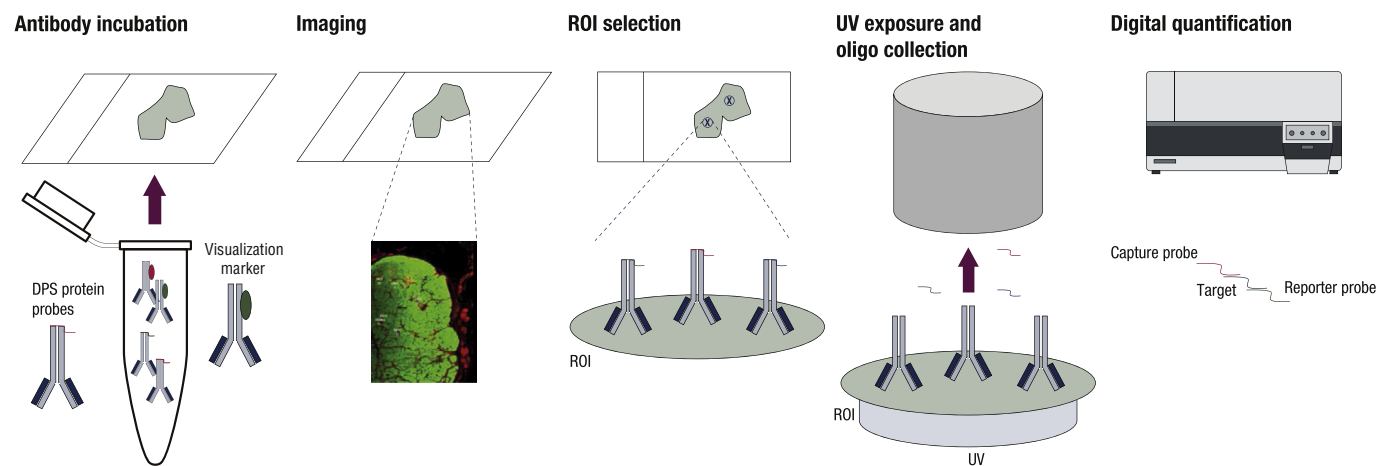 Antibody incubation
Imaging
ROI selection
UV exposure and
oligo collection
Digital quantification
DPS protein
probes
Visualization
marker
X
X
ROI
ROI
UV
Capture probe
Target
Reporter probe